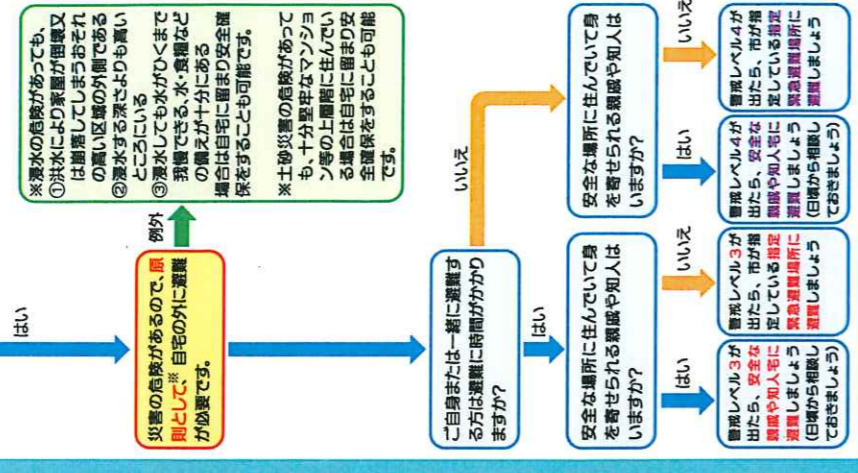 はい
災害の危険があるので、原
則として※、自宅の外に避難
が必要です。
例外
※浸水の危険があっても、
①洪水により家屋が倒壊又
は崩落してしまうおそれ
の高い区域の外側である
②浸水する深さよりも高い
ところにいる
③浸水しても水がひくまで
我慢できる、水・食糧など
の備えが十分にある
場合は自宅に留まり安全確
保をすることも可能です。
※土砂災害の危険があって
も、十分堅牢なマンショ
ン等の上層階に住んでい
る場合は自宅に留まり安
全確保をすることも可能
です。
ご自身または一緒に避難す
る方は避難に時間がかかり
ますか?
はい
いいえ
安全な場所に住んでいて身
を寄せられる親戚や知人は
いますか?
安全な場所に住んでいて身
を寄せられる親戚や知人は
いますか?
はい
いいえ
はい
いいえ
警戒レベル3が
出たら、安全な
親戚や知人宅に
避難しましょう
(日頃から相談し
ておきましょう)
警戒レベル3が
出たら、市が指
定している指定
緊急避難場所に
避難しましょう
警戒レベル4が
出たら、安全な
親戚や知人宅に
避難しましょう
(日頃から相談し
ておきましょう)
警戒レベル4が
出たら、市が指
定している指定
緊急避難場所に
避難しましょう